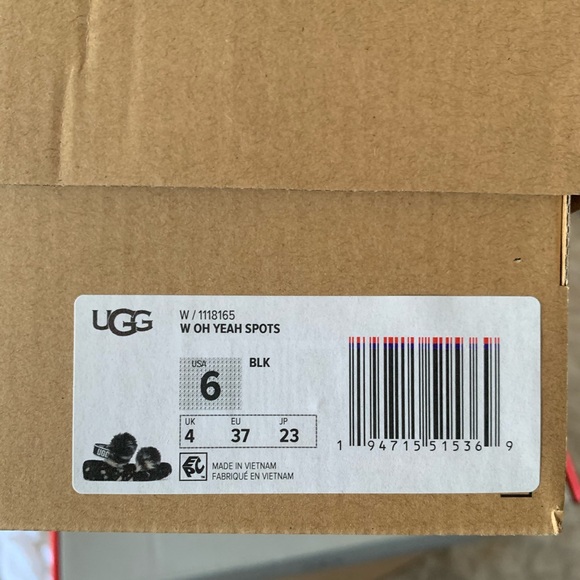 UGG
W / 1118165
W OH YEAH SPOTS
USA
6
BLK
UK EU JP
4 37 23
MADE IN VIETNAM
FABRIQUÉ EN VIETNAM
1 94715 51536 9